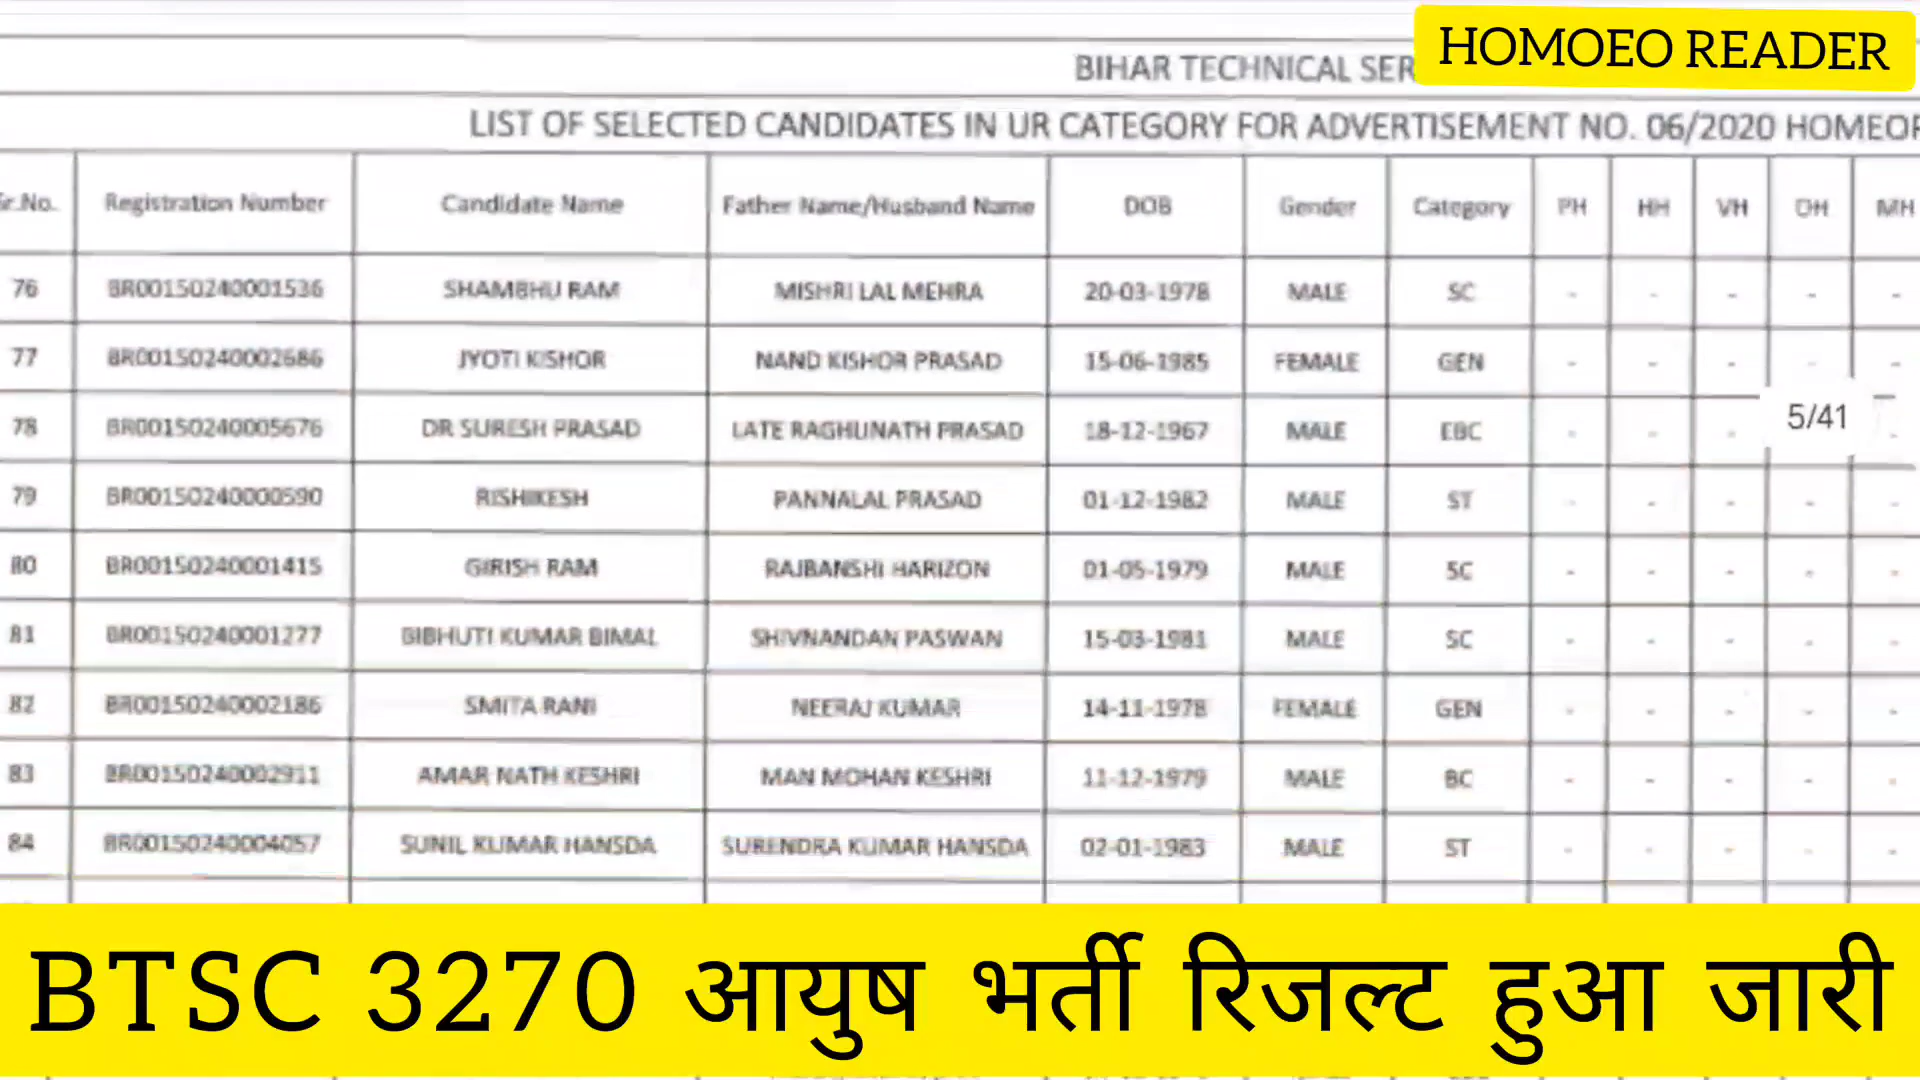 HOMOEO READER
BIHAR TECHNICAL SER
LIST OF SELECTED CANDIDATES IN UR CATEGORY FOR ADVERTISEMENT NO. 06/2020 HOMEOP
Sr.No. Registration Number Candidate Name Father Name/Husband Name DOB Gender Category PH HH VH OH MH
76 BR00150240001536 SHAMBHU RAM MISHRI LAL MEHRA 20-03-1978 MALE SC - - - - -
77 BR00150240002686 JYOTI KISHOR NAND KISHOR PRASAD 15-06-1985 FEMALE GEN - - - - -
78 BR00150240005676 DR SURESH PRASAD LATE RAGHUNATH PRASAD 18-12-1967 MALE EBC - - - 5/41 -
79 BR00150240000590 RISHIKESH PANNALAL PRASAD 01-12-1982 MALE ST - - - - -
80 BR00150240001415 GIRISH RAM RAJBANSHI HARIZON 01-05-1979 MALE SC - - - - -
81 BR00150240001277 BIBHUTI KUMAR BIMAL SHIVNANDAN PASWAN 15-03-1981 MALE SC - - - - -
82 BR00150240002186 SMITA RANI NEERAJ KUMAR 14-11-1978 FEMALE GEN - - - - -
83 BR00150240002911 AMAR NATH KESHRI MAN MOHAN KESHRI 11-12-1979 MALE BC - - - - -
84 BR00150240004057 SUNIL KUMAR HANSDA SURENDRA KUMAR HANSDA 02-01-1983 MALE ST - - - - -
BTSC 3270 आयुष भर्ती रिजल्ट हुआ जारी